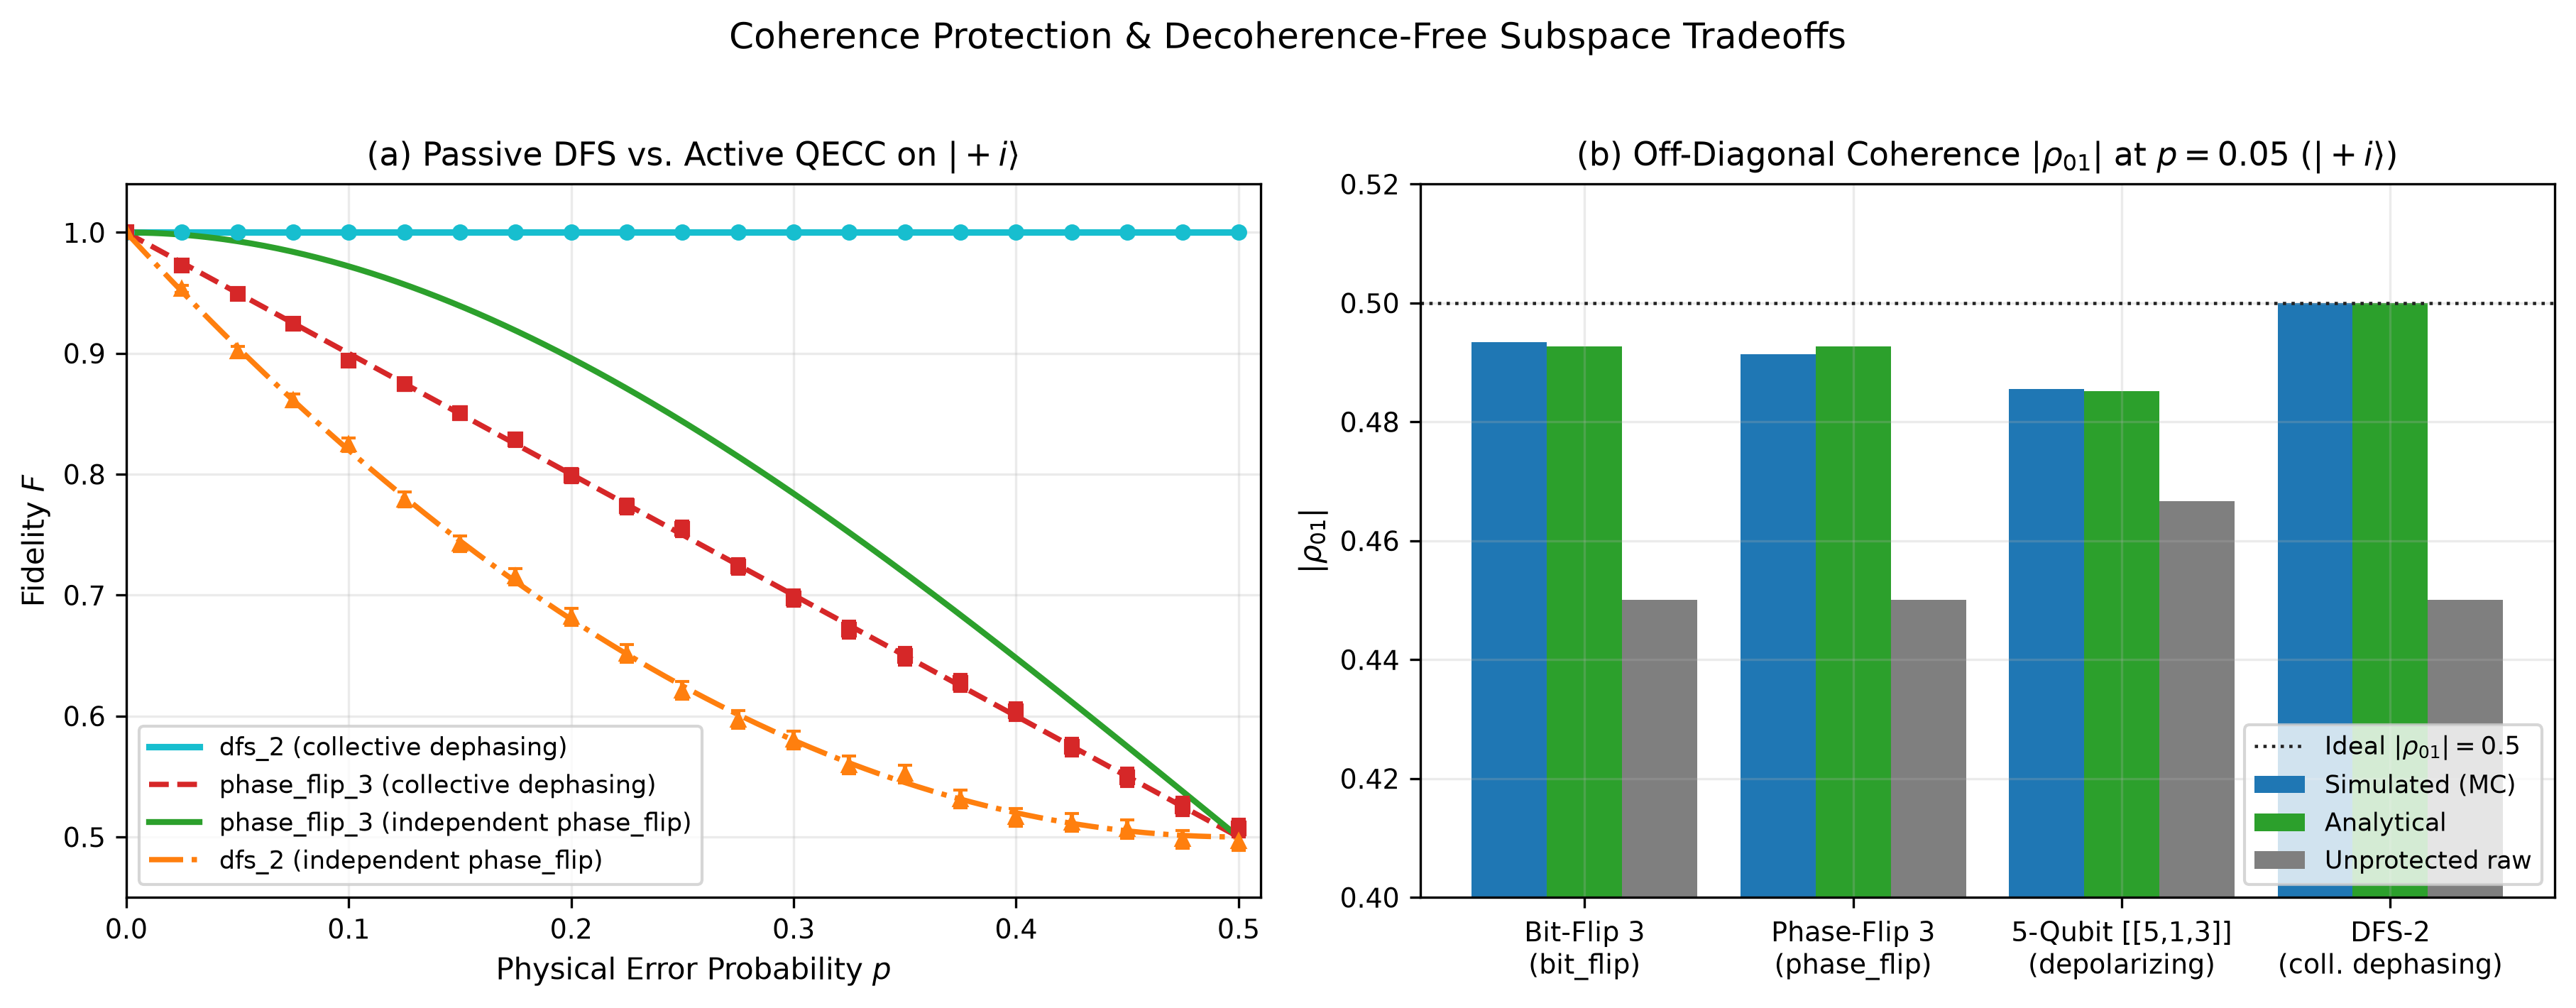 Coherence Protection & Decoherence-Free Subspace Tradeoffs
(a) Passive DFS vs. Active QECC on |+i⟩
Fidelity F
1.0
0.9
0.8
0.7
0.6
0.5
dfs_2 (collective dephasing)
phase_flip_3 (collective dephasing)
phase_flip_3 (independent phase_flip)
dfs_2 (independent phase_flip)
0.0 0.1 0.2 0.3 0.4 0.5
Physical Error Probability p
(b) Off-Diagonal Coherence |ρ₀₁| at p = 0.05 (|+i⟩)
|ρ₀₁|
0.52
0.50
0.48
0.46
0.44
0.42
0.40
Ideal |ρ₀₁| = 0.5
Simulated (MC)
Analytical
Unprotected raw
Bit-Flip 3 Phase-Flip 3 5-Qubit [[5,1,3]] DFS-2
(bit_flip) (phase_flip) (depolarizing) (coll. dephasing)